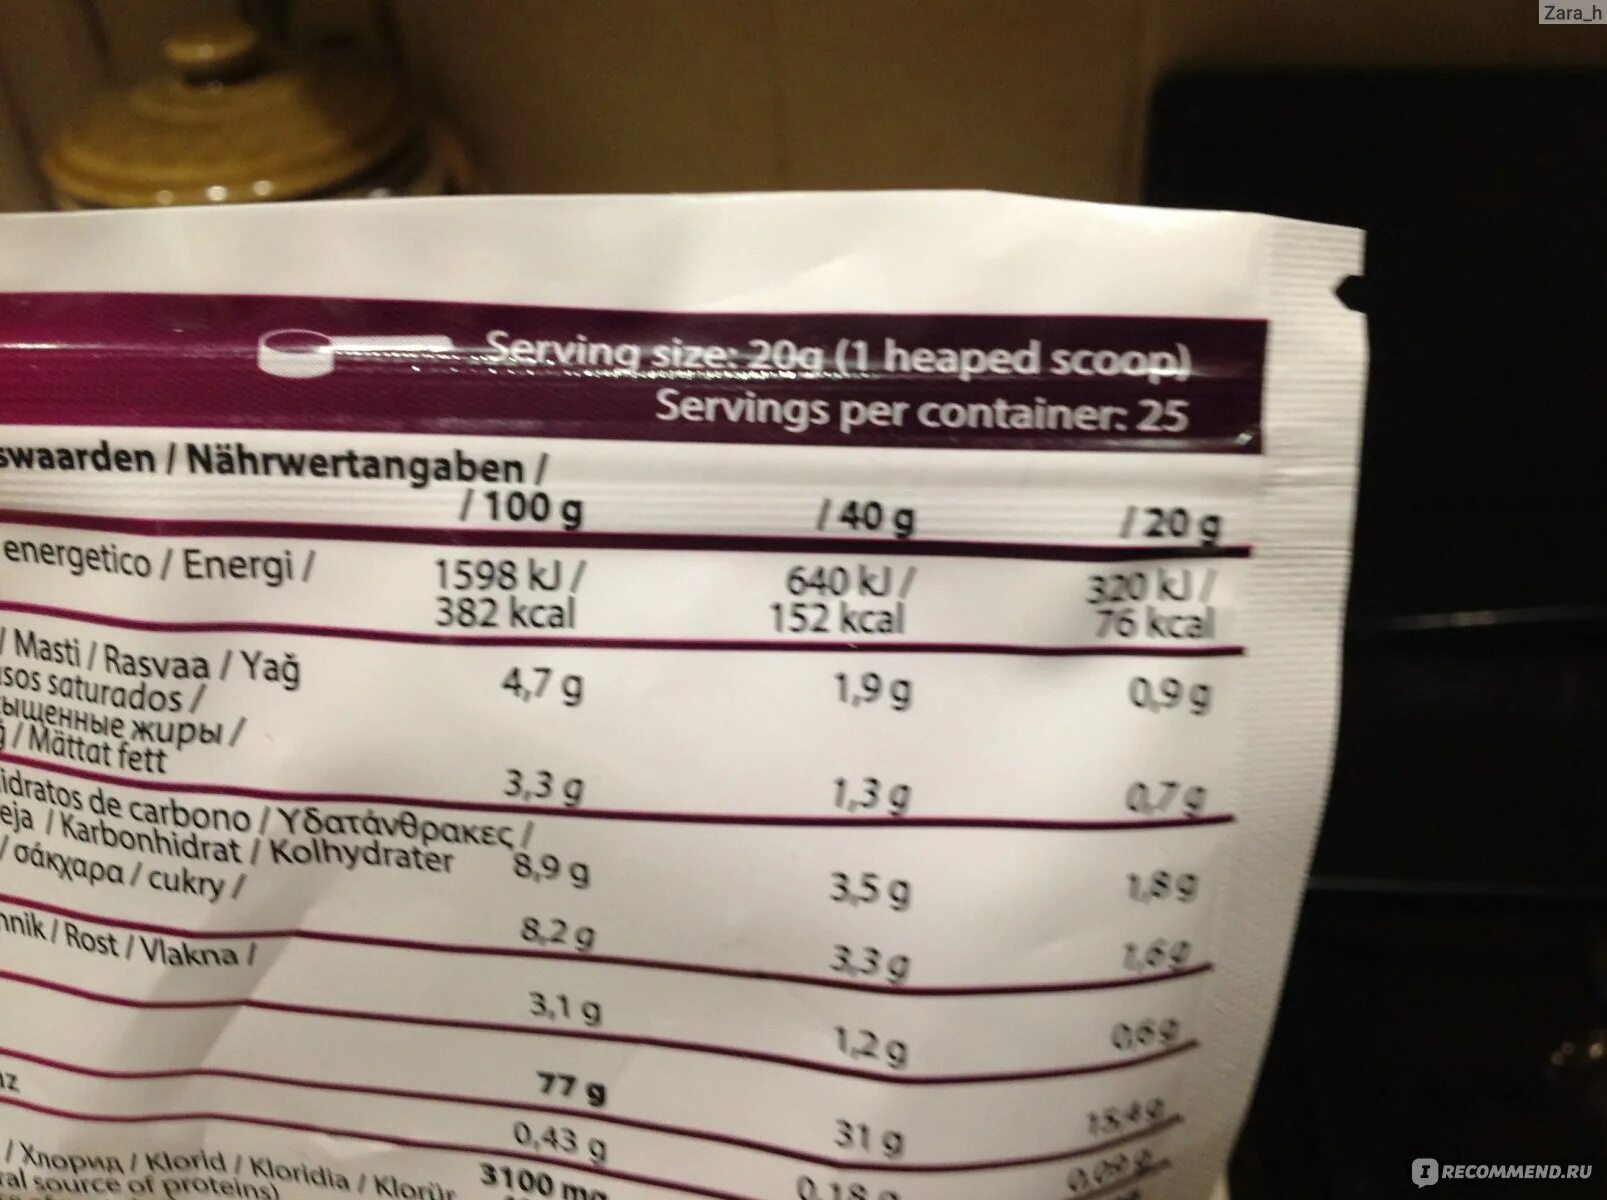 Zara_h
Serving size: 20g (1 heaped scoop)
Servings per container: 25
swaarden / Nährwertangaben /
/ 100 g / 40 g / 20 g
energetico / Energi / 1598 kJ / 640 kJ / 320 kJ /
382 kcal 152 kcal 76 kcal
/ Masti / Rasvaa / Yağ 4,7 g 1,9 g 0,9 g
sos saturados /
ыщенные жиры /
/ Mättat fett 3,3 g 1,3 g 0,7 g
idratos de carbono / Υδατάνθρακες /
eja / Karbonhidrat / Kolhydrater 8,9 g 3,5 g 1,8 g
/ σάκχαρα / cukry / 8,2 g 3,3 g 1,6 g
nnik / Rost / Vlakna / 3,1 g 1,2 g 0,6 g
77 g 31 g 15,4 g
0,43 g 0,18 g
/ Хлорид / Klorid / Kloridia / Klorür 3100 mg
ral source of proteins)
IRECOMMEND.RU